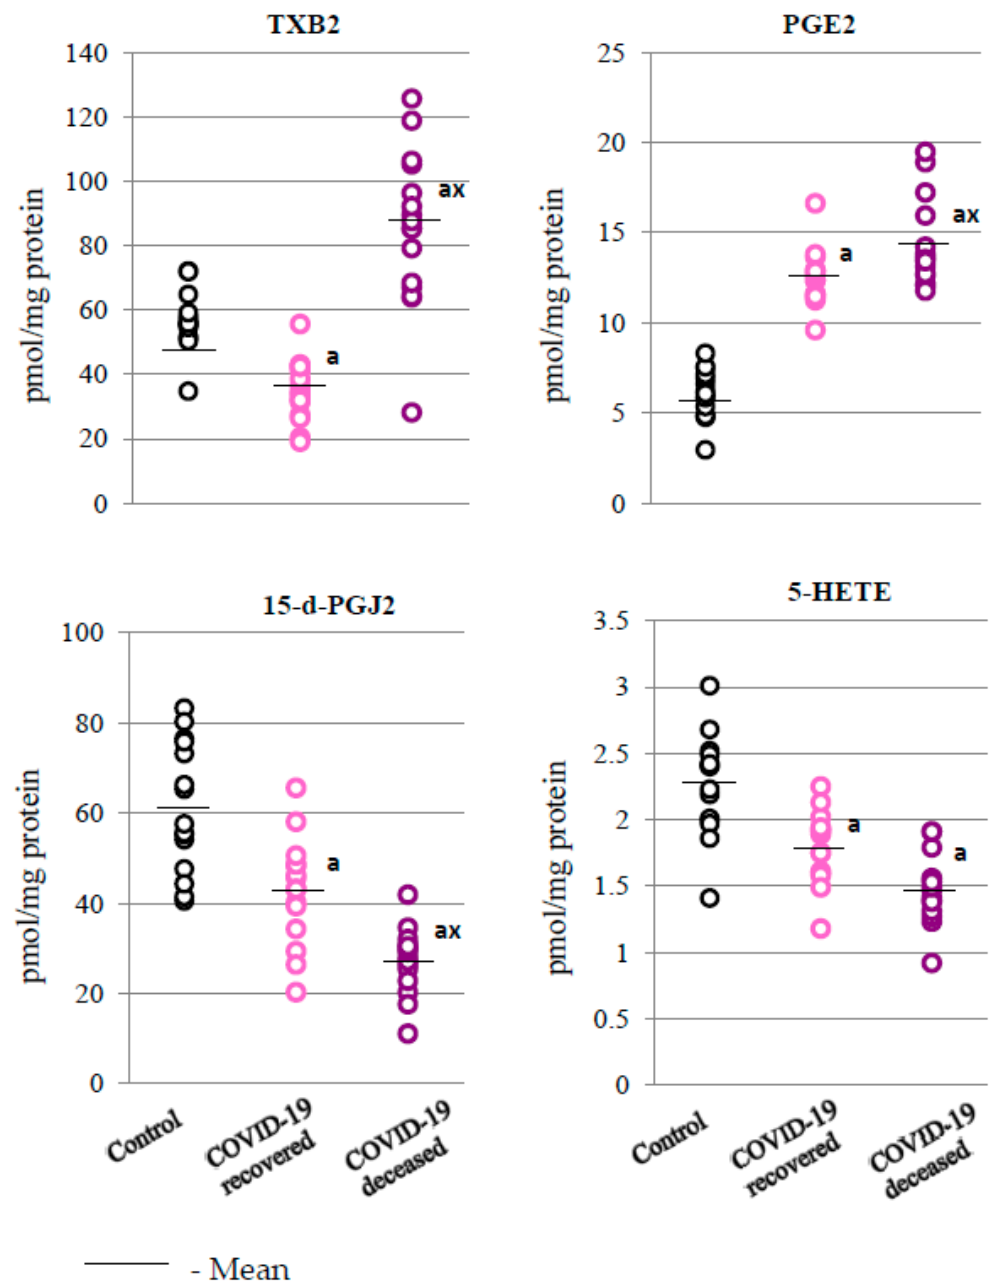 TXB2
140
120
100
80
60
40
20
0
pmol/mg protein
a
ax
PGE2
25
20
15
10
5
0
pmol/mg protein
a
ax
15-d-PGJ2
100
80
60
40
20
0
pmol/mg protein
a
ax
Control
COVID-19
recovered
COVID-19
deceased
5-HETE
3.5
3
2.5
2
1.5
1
0.5
0
pmol/mg protein
a
a
Control
COVID-19
recovered
COVID-19
deceased
- Mean